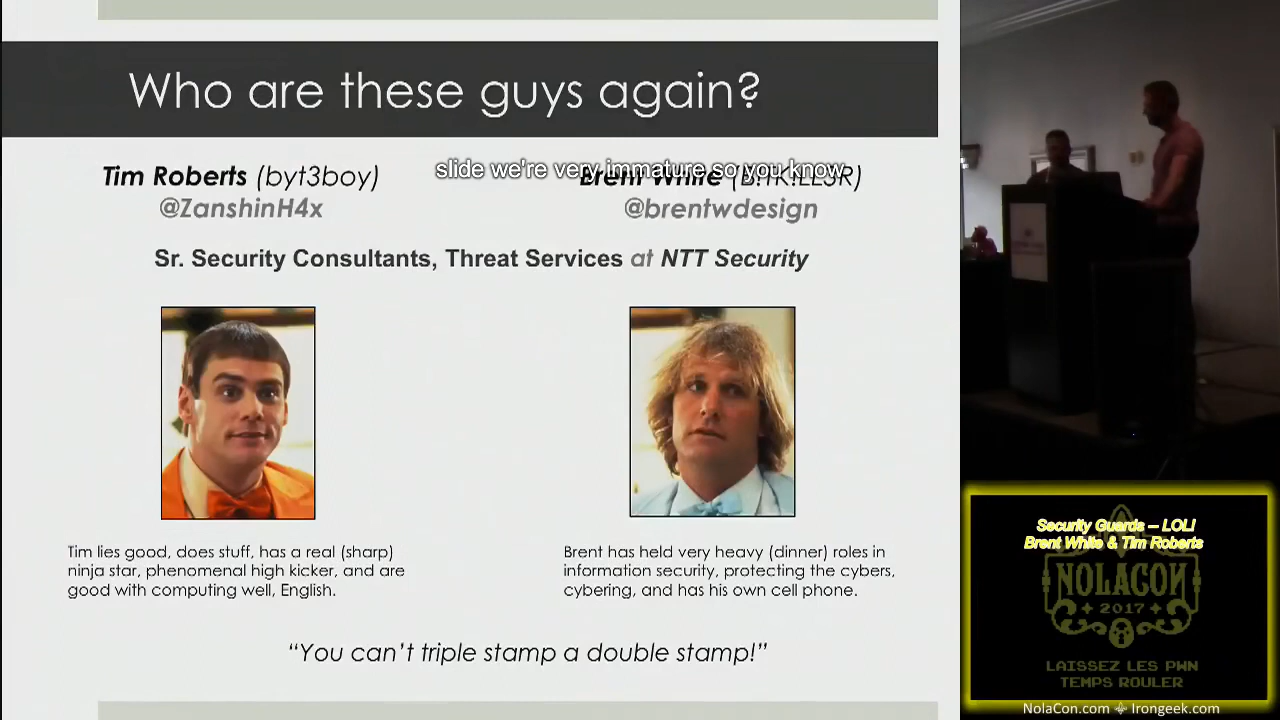 Who are these guys again?
slide we're very immature so you know
Tim Roberts (byt3boy)
Brent White (B!TK!LL3R)
@ZanshinH4x
@brentwdesign
Sr. Security Consultants, Threat Services at NTT Security
Tim lies good, does stuff, has a real (sharp)
ninja star, phenomenal high kicker, and are
good with computing well, English.
Brent has held very heavy (dinner) roles in
information security, protecting the cybers,
cybering, and has his own cell phone.
“You can’t triple stamp a double stamp!”
Security Guards -- LOL!
Brent White & Tim Roberts
NOLACON
2017
LAISSEZ LES PWN
TEMPS ROULER
NolaCon.com Irongeek.com